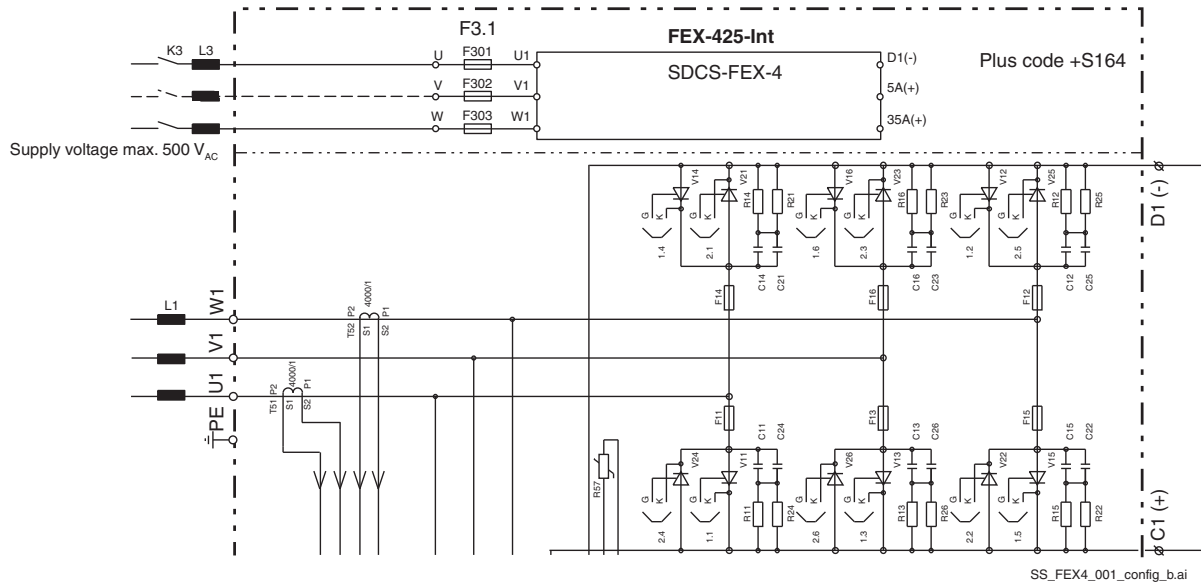 F3.1
K3 L3 U F301 U1 FEX-425-Int D1(-)
SDCS-FEX-4 Plus code +S164
V F302 V1 5A(+)
W F303 W1 35A(+)
Supply voltage max. 500 VAC
V14 V21 R14 R21 V16 V23 R16 R23 V12 V25 R12 R25 D1 (-)
G K G K G K G K G K G K
1.4 2.1 C14 C21 1.6 2.3 C16 C23 1.2 2.5 C12 C25
F14 F16 F12
L1 W1 T52 P2 4000/1 P1
S1 S2
V1
U1 T51 P2 4000/1 P1
S1 S2
PE
F11 C11 C24 F13 C13 C26 F15 C15 C22
R57 V24 V11 V26 V13 V22 V15
G K G K G K G K G K G K
R11 R24 R13 R26 R15 R22 C1 (+)
2.4 1.1 2.6 1.3 2.2 1.5
SS_FEX4_001_config_b.ai